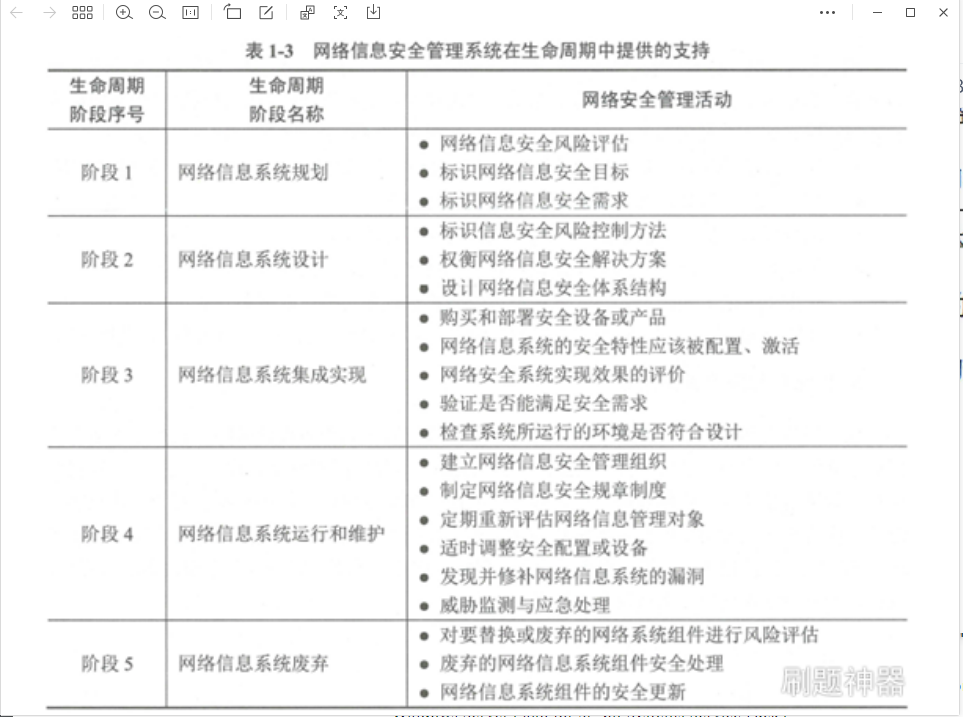 表 1-3 网络信息安全管理系统在生命周期中提供的支持
生命周期
阶段序号
生命周期
阶段名称
网络安全管理活动
阶段 1
网络信息系统规划
● 网络信息安全风险评估
● 标识网络信息安全目标
● 标识网络信息安全需求
阶段 2
网络信息系统设计
● 标识信息安全风险控制方法
● 权衡网络信息安全解决方案
● 设计网络信息安全体系结构
阶段 3
网络信息系统集成实现
● 购买和部署安全设备或产品
● 网络信息系统的安全特性应该被配置、激活
● 网络安全系统实现效果的评价
● 验证是否能满足安全需求
● 检查系统所运行的环境是否符合设计
阶段 4
网络信息系统运行和维护
● 建立网络信息安全管理组织
● 制定网络信息安全规章制度
● 定期重新评估网络信息管理对象
● 适时调整安全配置或设备
● 发现并修补网络信息系统的漏洞
● 威胁监测与应急处理
阶段 5
网络信息系统废弃
● 对要替换或废弃的网络系统组件进行风险评估
● 废弃的网络信息系统组件安全处理
● 网络信息系统组件的安全更新
刷题神器